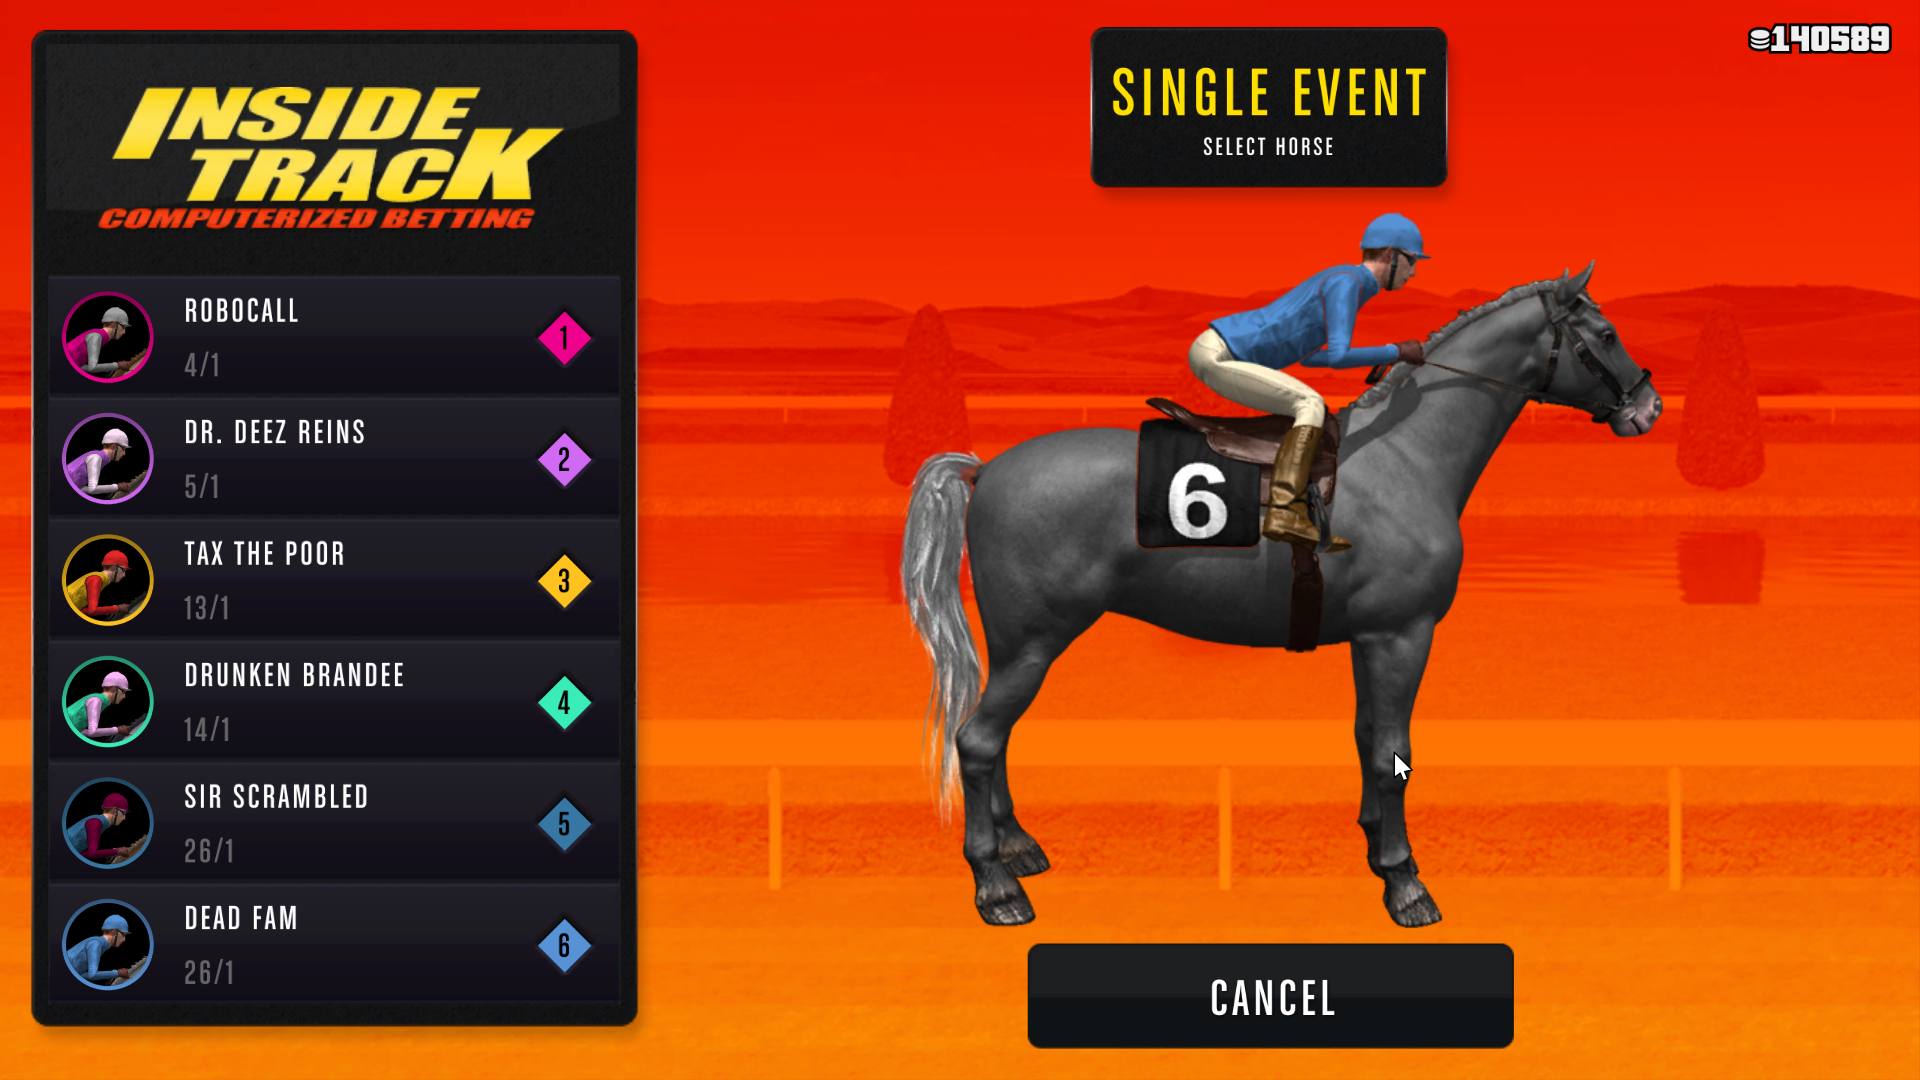 INSIDE
TRACK
COMPUTERIZED BETTING
ROBOCALL
4/1
1
DR. DEEZ REINS
5/1
2
TAX THE POOR
13/1
3
DRUNKEN BRANDEE
14/1
4
SIR SCRAMBLED
26/1
5
DEAD FAM
26/1
6
SINGLE EVENT
SELECT HORSE
140589
6
CANCEL